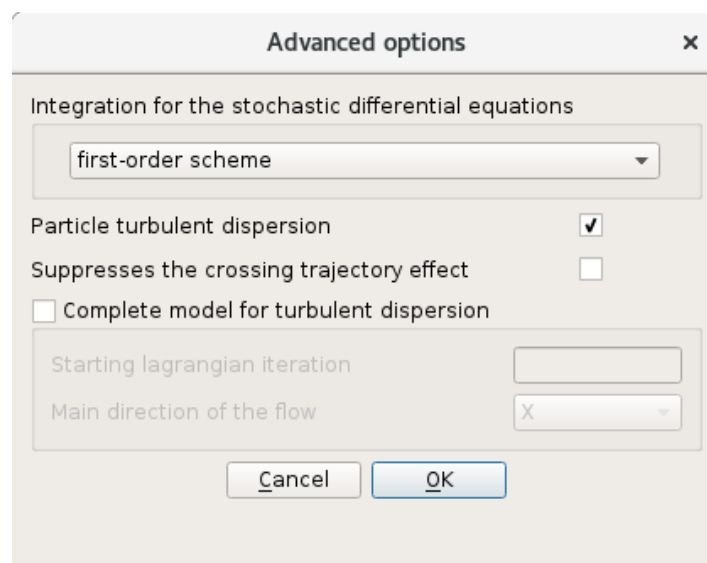 Advanced options
Integration for the stochastic differential equations
first-order scheme
Particle turbulent dispersion
Suppresses the crossing trajectory effect
Complete model for turbulent dispersion
Starting lagrangian iteration
Main direction of the flow X
Cancel OK